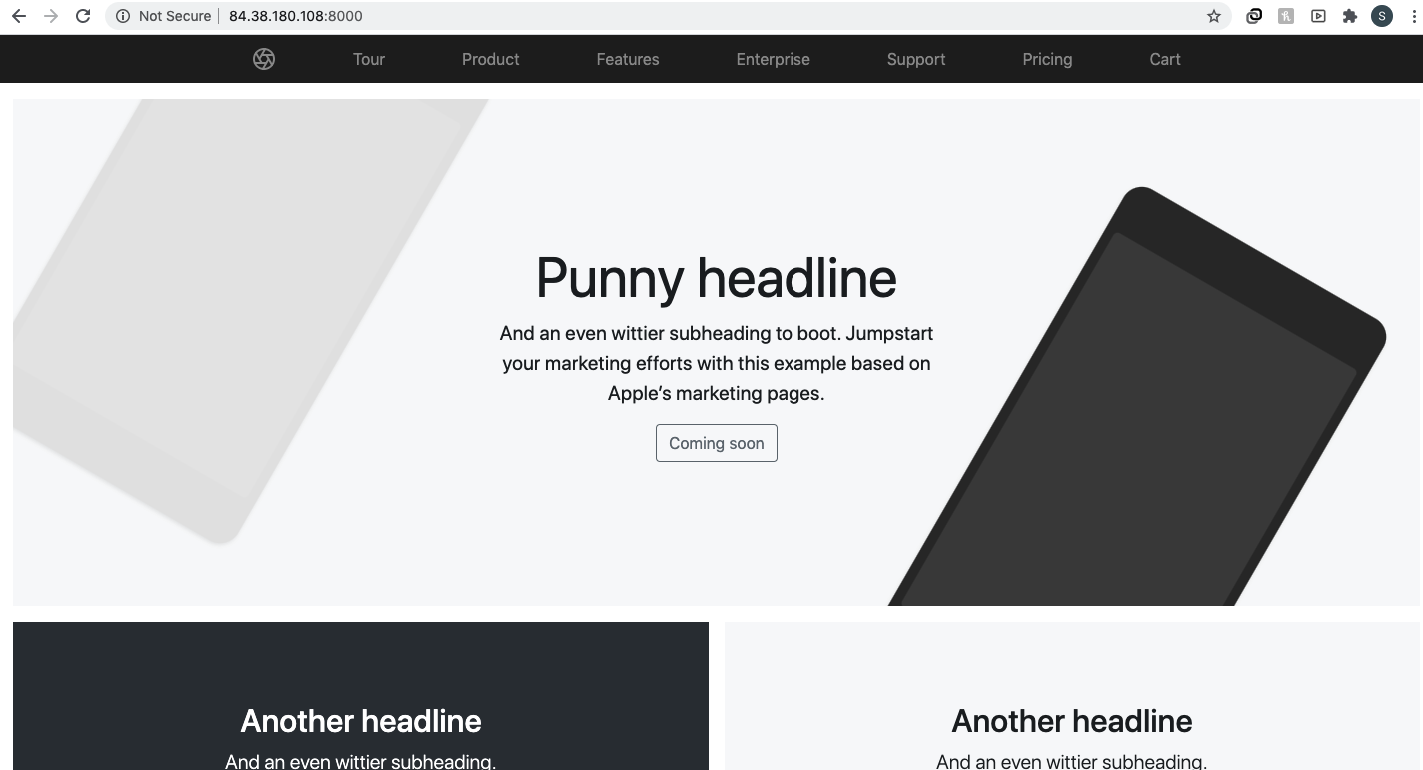 Not Secure 84.38.180.108:8000
S
Tour Product Features Enterprise Support Pricing Cart
Punny headline
And an even wittier subheading to boot. Jumpstart
your marketing efforts with this example based on
Apple’s marketing pages.
Coming soon
Another headline
And an even wittier subheading.
Another headline
And an even wittier subheading.